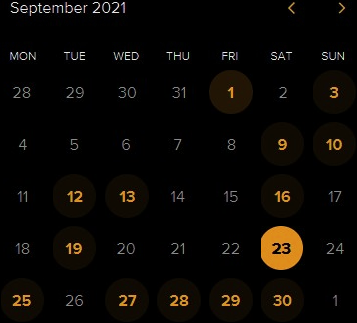 September 2021
MON TUE WED THU FRI SAT SUN
28 29 30 31 1 2 3
4 5 6 7 8 9 10
11 12 13 14 15 16 17
18 19 20 21 22 23 24
25 26 27 28 29 30 1